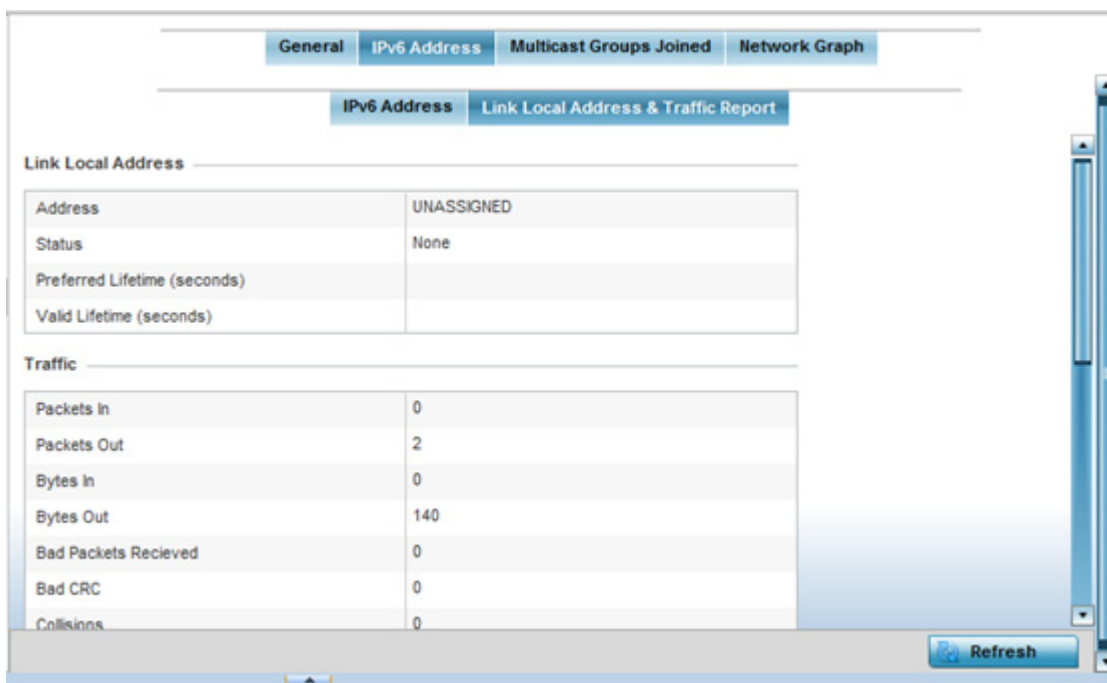 General IPv6 Address Multicast Groups Joined Network Graph
IPv6 Address Link Local Address & Traffic Report
Link Local Address
Address UNASSIGNED
Status None
Preferred Lifetime (seconds)
Valid Lifetime (seconds)
Traffic
Packets In 0
Packets Out 2
Bytes In 0
Bytes Out 140
Bad Packets Recieved 0
Bad CRC 0
Collisions 0
Refresh